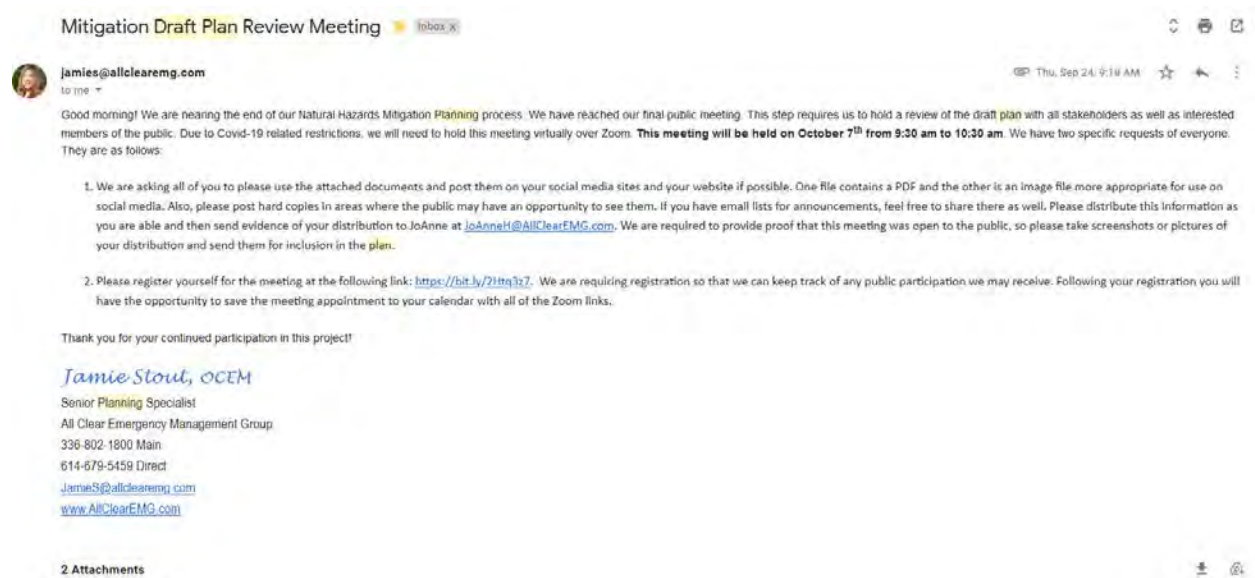 Mitigation Draft Plan Review Meeting Inbox x
jamies@allclearemg.com
Thu, Sep 24, 9:18 AM
to me
Good morning! We are nearing the end of our Natural Hazards Mitigation Planning process. We have reached our final public meeting. This step requires us to hold a review of the draft plan with all stakeholders as well as interested
members of the public. Due to Covid-19 related restrictions, we will need to hold this meeting virtually over Zoom. This meeting will be held on October 7th from 9:30 am to 10:30 am. We have two specific requests of everyone.
They are as follows:
1. We are asking all of you to please use the attached documents and post them on your social media sites and your website if possible. One file contains a PDF and the other is an image file more appropriate for use on
social media. Also, please post hard copies in areas where the public may have an opportunity to see them. If you have email lists for announcements, feel free to share there as well. Please distribute this information as
you are able and then send evidence of your distribution to JoAnne at JoAnneH@AllClearEMG.com. We are required to provide proof that this meeting was open to the public, so please take screenshots or pictures of
your distribution and send them for inclusion in the plan.
2. Please register yourself for the meeting at the following link: https://bit.ly/2Htq3z7. We are requiring registration so that we can keep track of any public participation we may receive. Following your registration you will
have the opportunity to save the meeting appointment to your calendar with all of the Zoom links.
Thank you for your continued participation in this project!
Jamie Stout, OCEM
Senior Planning Specialist
All Clear Emergency Management Group
336-802-1800 Main
614-679-5459 Direct
JamieS@allclearemg.com
www.AllClearEMG.com
2 Attachments